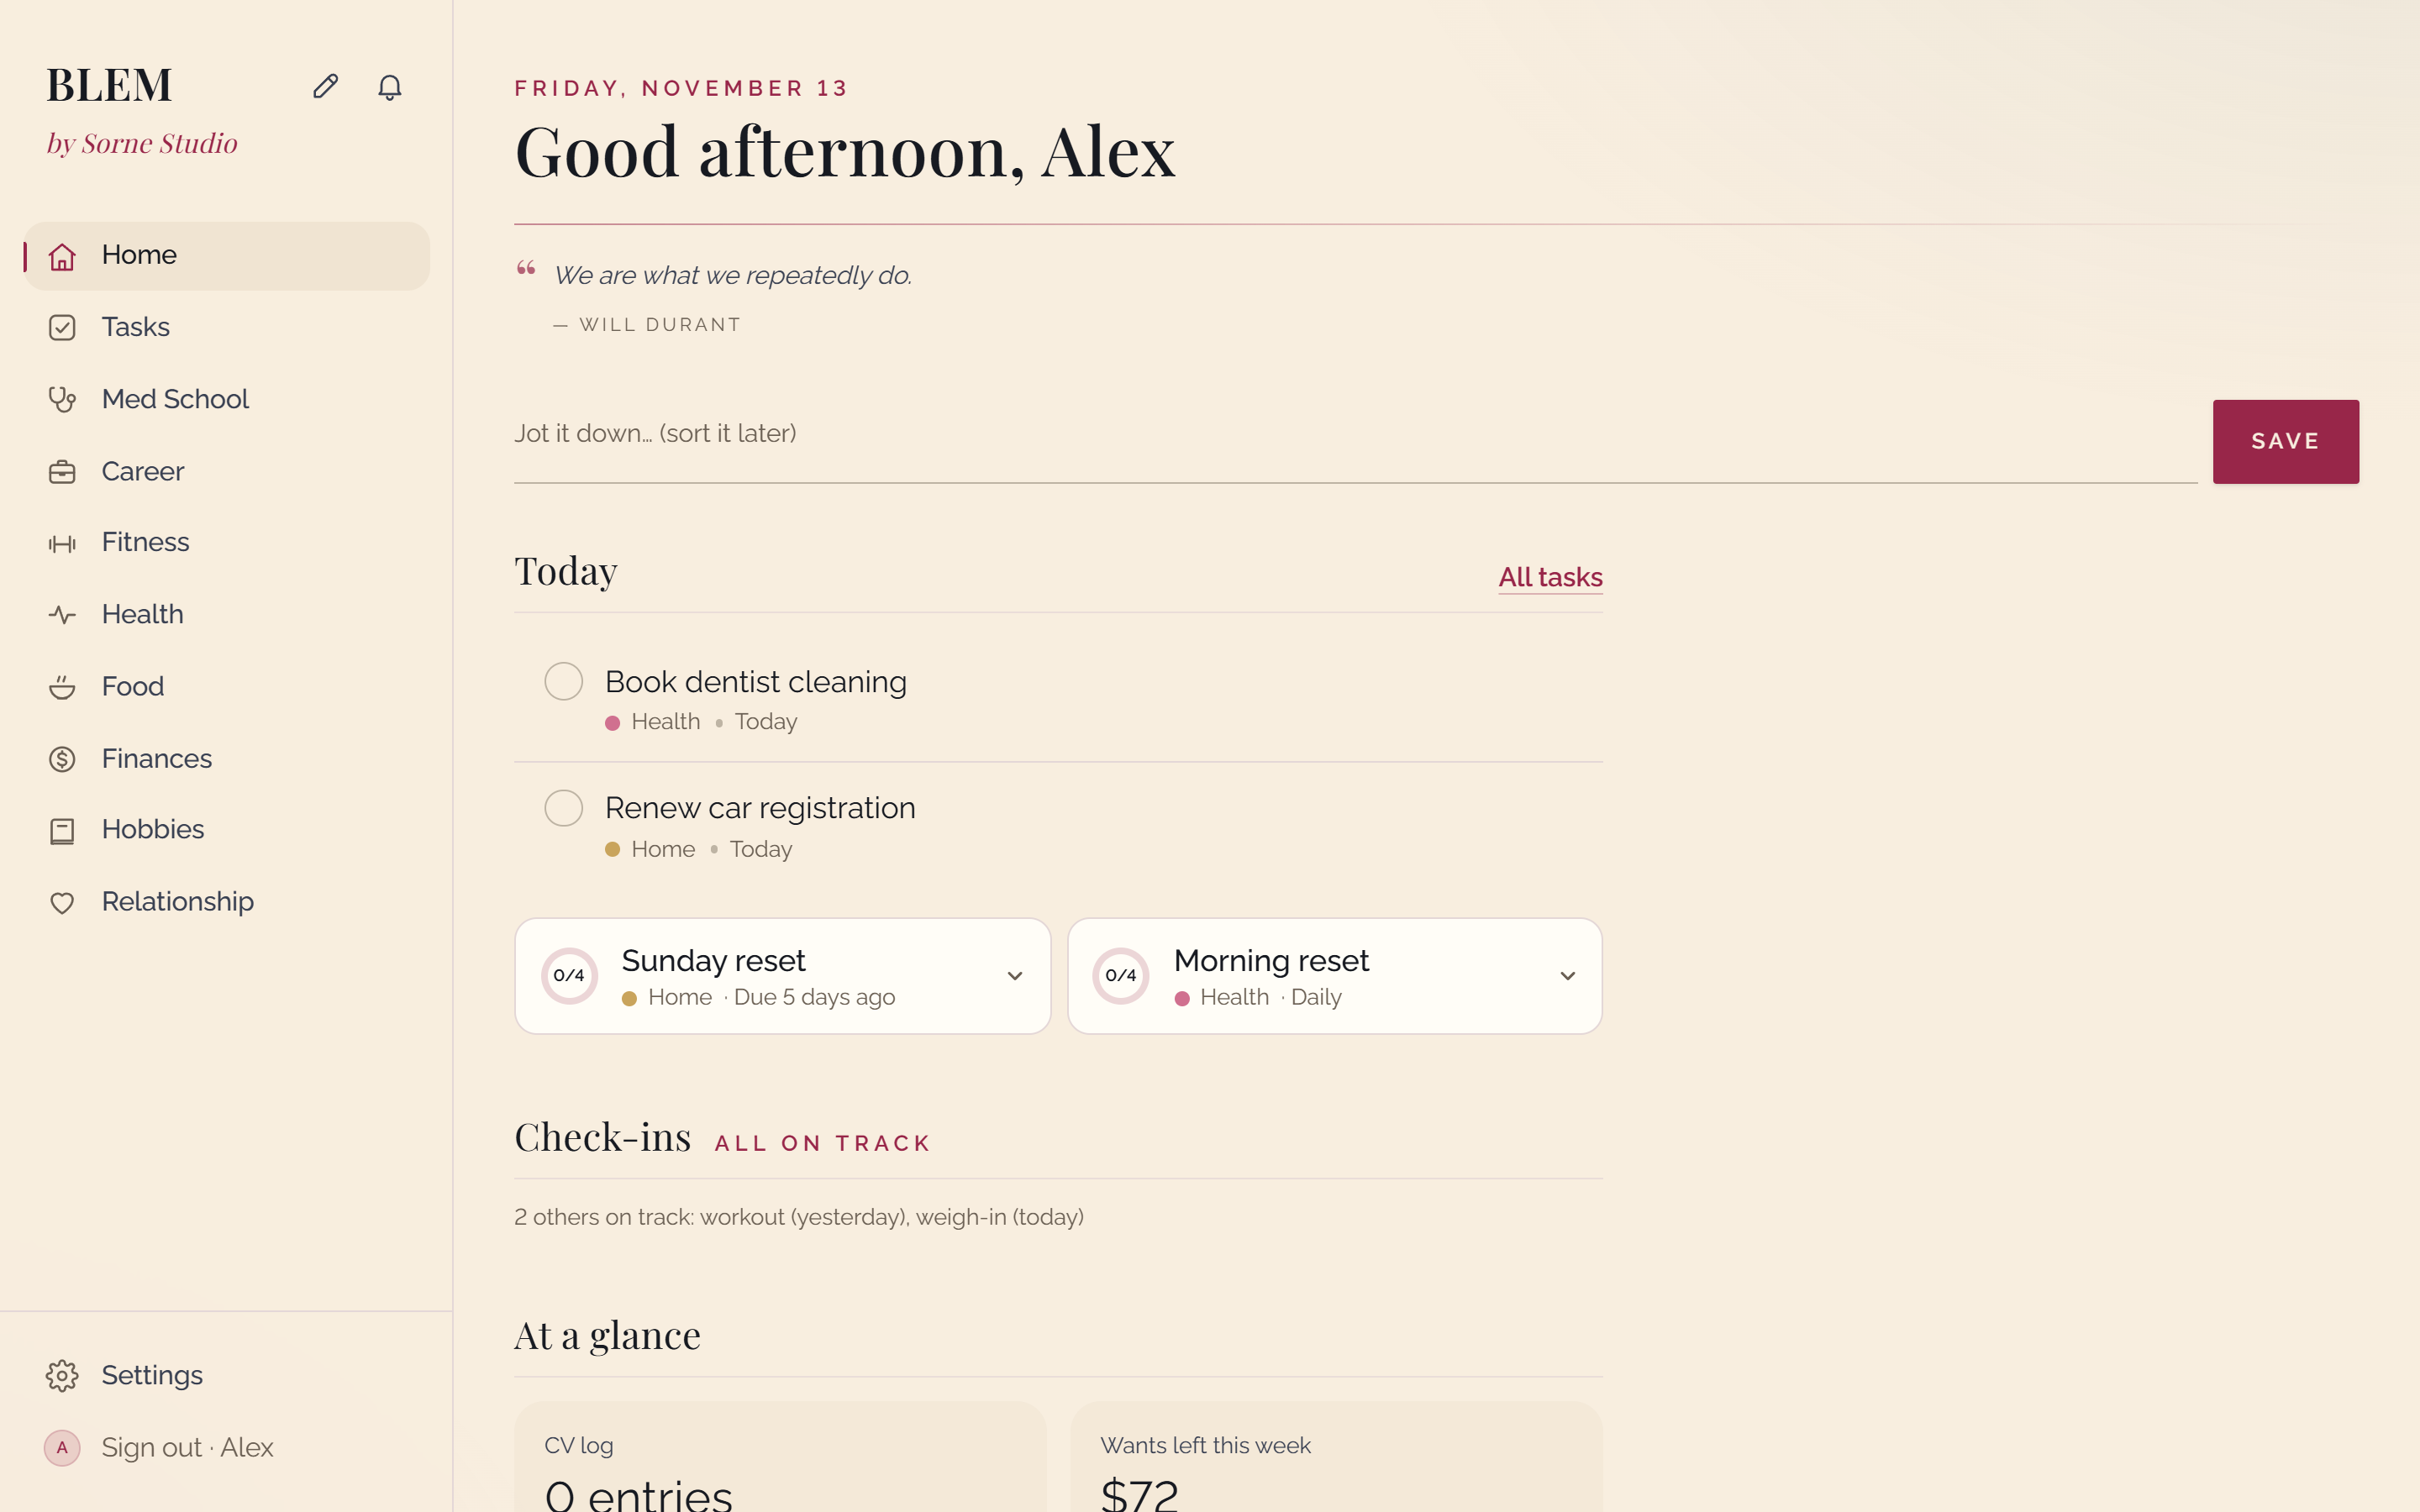 BLEM
by Sorne Studio
Home
Tasks
Med School
Career
Fitness
Health
Food
Finances
Hobbies
Relationship
Settings
A
Sign out · Alex
FRIDAY, NOVEMBER 13
Good afternoon, Alex
“ We are what we repeatedly do.
— WILL DURANT
Jot it down... (sort it later)
SAVE
Today
All tasks
Book dentist cleaning
Health • Today
Renew car registration
Home • Today
0/4
Sunday reset
Home · Due 5 days ago
0/4
Morning reset
Health · Daily
Check-ins ALL ON TRACK
2 others on track: workout (yesterday), weigh-in (today)
At a glance
CV log
0 entries
Wants left this week
$72